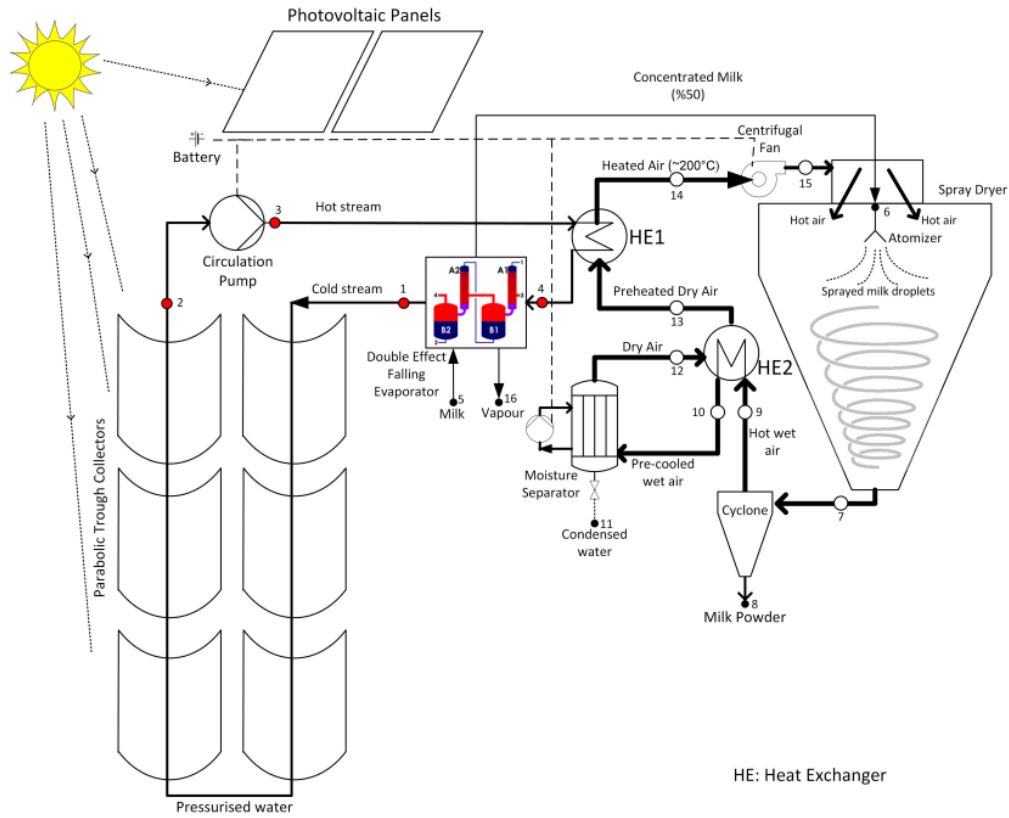 Photovoltaic Panels
Concentrated Milk
(%50)
Battery
Centrifugal
Fan
Heated Air (~200°C)
14
15
Spray Dryer
Hot air
Hot air
6
Atomizer
Sprayed milk droplets
3
Hot stream
HE1
Circulation
Pump
2
Cold stream
1
A2
A1
B2
B1
4
Preheated Dry Air
13
Double Effect
Falling
Evaporator
5
Milk
16
Vapour
Dry Air
12
HE2
10
9
Hot wet
air
Pre-cooled
wet air
Moisture
Separator
11
Condensed
water
Cyclone
7
8
Milk Powder
Parabolic Trough Collectors
Pressurised water
HE: Heat Exchanger